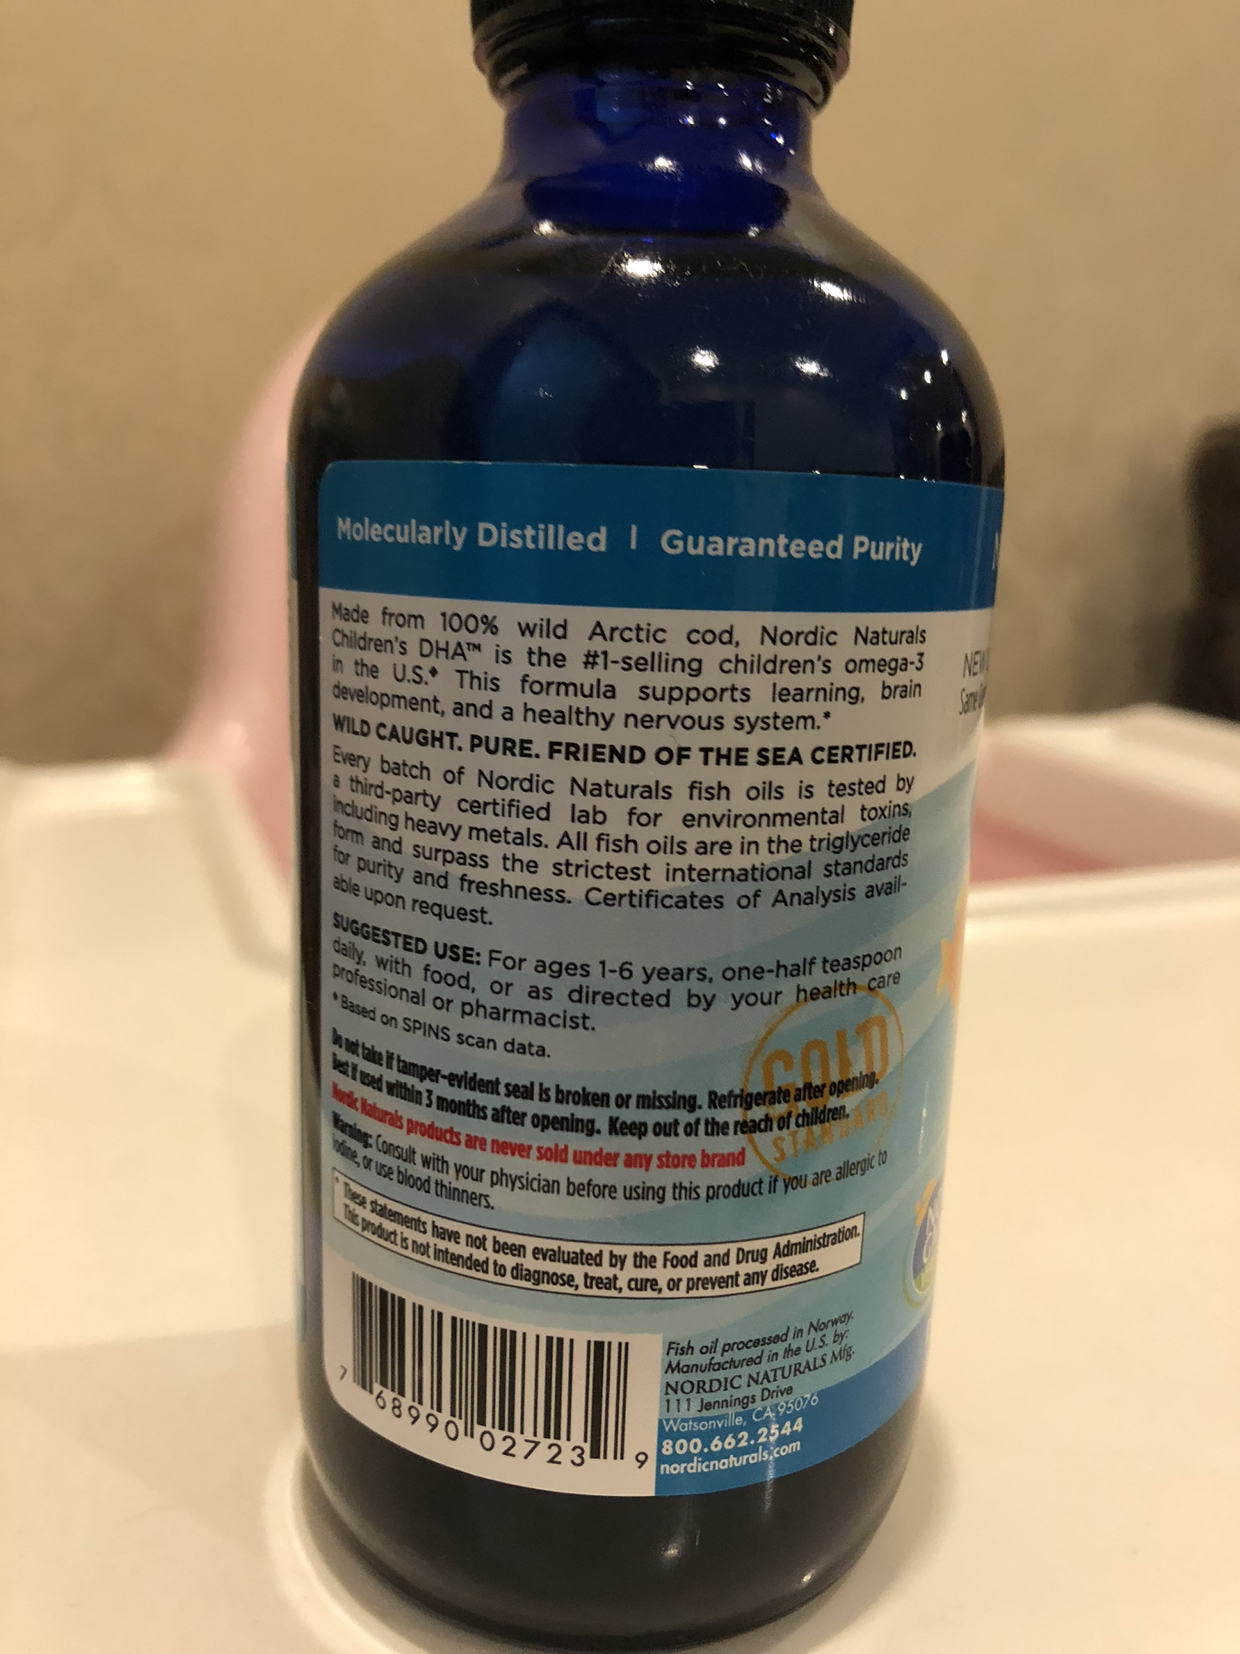 Molecularly Distilled | Guaranteed Purity
Made from 100% wild Arctic cod, Nordic Naturals
Children's DHA™ is the #1-selling children's omega-3
in the U.S.♦ This formula supports learning, brain
development, and a healthy nervous system.*
WILD CAUGHT. PURE. FRIEND OF THE SEA CERTIFIED.
Every batch of Nordic Naturals fish oils is tested by
a third-party certified lab for environmental toxins,
including heavy metals. All fish oils are in the triglyceride
form and surpass the strictest international standards
for purity and freshness. Certificates of Analysis avail-
able upon request.
SUGGESTED USE: For ages 1-6 years, one-half teaspoon
daily, with food, or as directed by your health care
professional or pharmacist.
♦ Based on SPINS scan data.
Do not take if tamper-evident seal is broken or missing. Refrigerate after opening.
Best if used within 3 months after opening. Keep out of the reach of children.
Nordic Naturals products are never sold under any store brand
Warning: Consult with your physician before using this product if you are allergic to
iodine, or use blood thinners.
* These statements have not been evaluated by the Food and Drug Administration.
This product is not intended to diagnose, treat, cure, or prevent any disease.
GOLD
STANDARD
7 68990 02723 9
Fish oil processed in Norway.
Manufactured in the U.S. by:
NORDIC NATURALS Mfg.
111 Jennings Drive
Watsonville, CA 95076
800.662.2544
nordicnaturals.com
NEW
Same